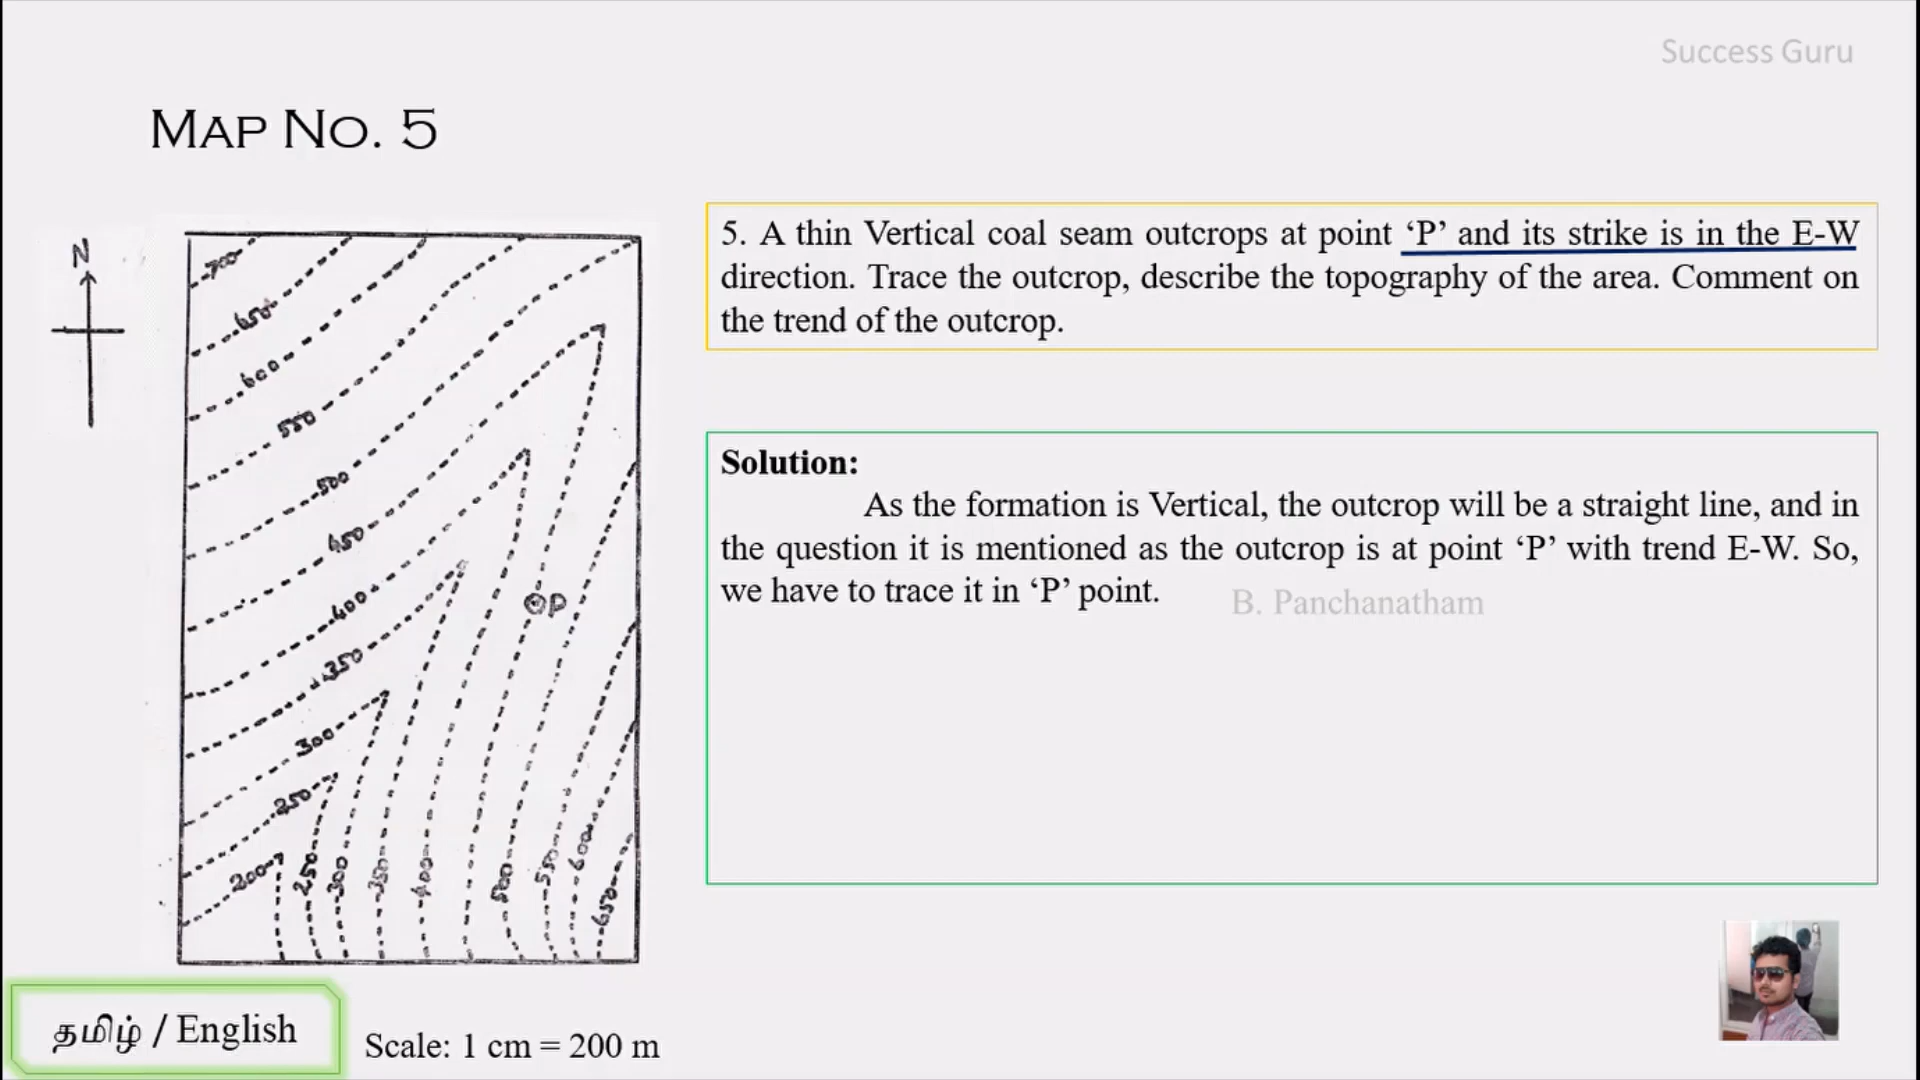 Success Guru
MAP NO. 5
5. A thin Vertical coal seam outcrops at point ‘P’ and its strike is in the E-W
direction. Trace the outcrop, describe the topography of the area. Comment on
the trend of the outcrop.
N
700
650
600
550
500
450
400
350
300
250
200
P
250
300
350
400
500
550
600
650
Solution:
As the formation is Vertical, the outcrop will be a straight line, and in
the question it is mentioned as the outcrop is at point ‘P’ with trend E-W. So,
we have to trace it in ‘P’ point.
B. Panchanatham
தமிழ் / English
Scale: 1 cm = 200 m